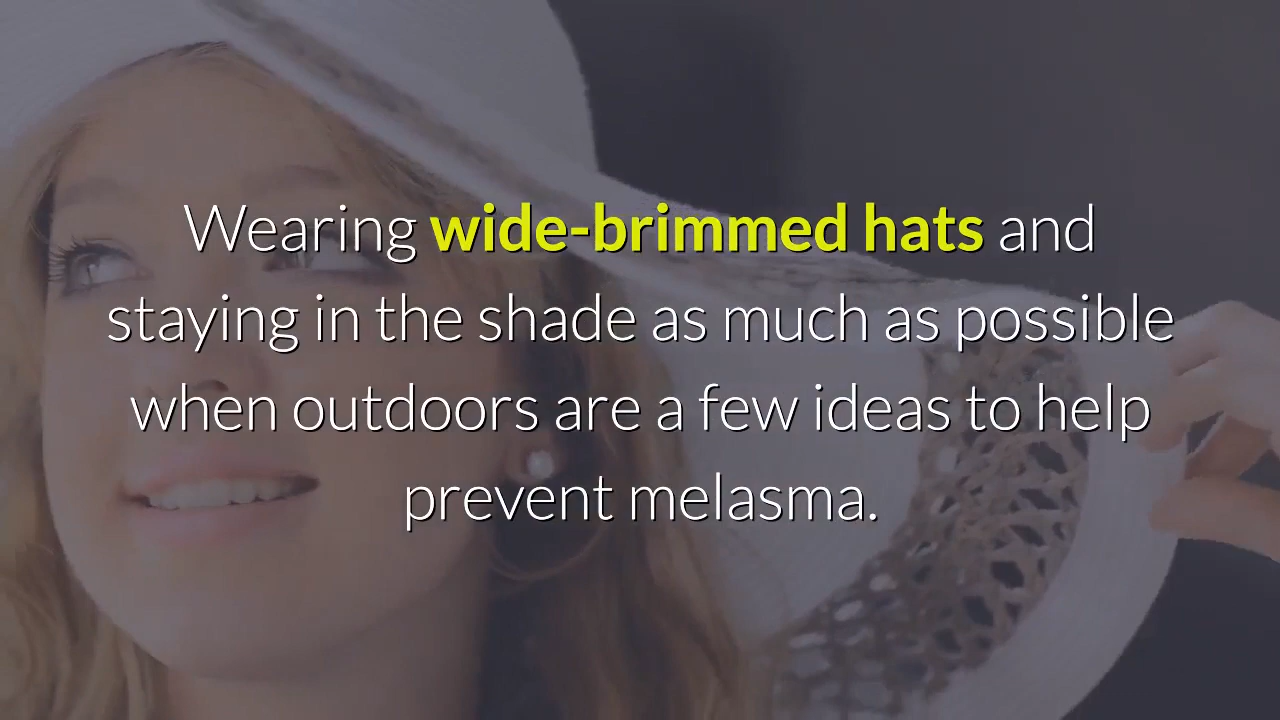 Wearing wide-brimmed hats and
staying in the shade as much as possible
when outdoors are a few ideas to help
prevent melasma.